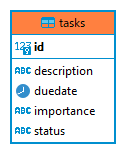 tasks
123 id
ABC description
duedate
ABC importance
ABC status